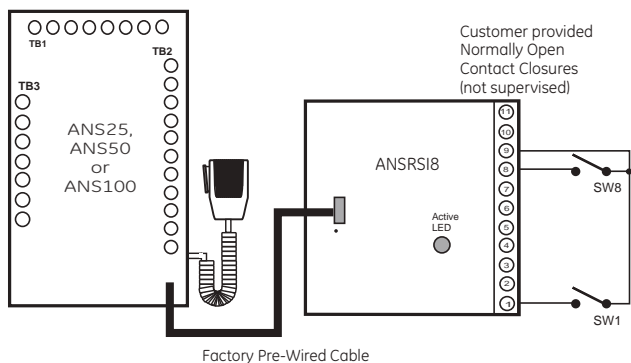 TB1
TB2
TB3
ANS25,
ANS50
or
ANS100
Customer provided
Normally Open
Contact Closures
(not supervised)
ANSRSI8
Active
LED
11
10
9
8
7
6
5
4
3
2
1
SW8
SW1
Factory Pre-Wired Cable